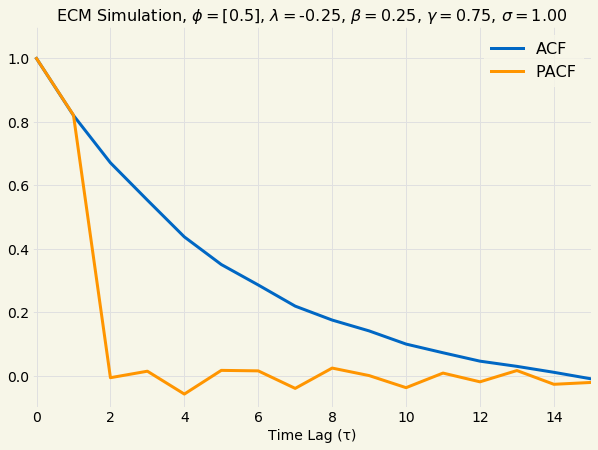 ECM Simulation, ϕ = [0.5], λ = -0.25, β = 0.25, γ = 0.75, σ = 1.00
ACF
PACF
1.0
0.8
0.6
0.4
0.2
0.0
0 2 4 6 8 10 12 14
Time Lag (τ)